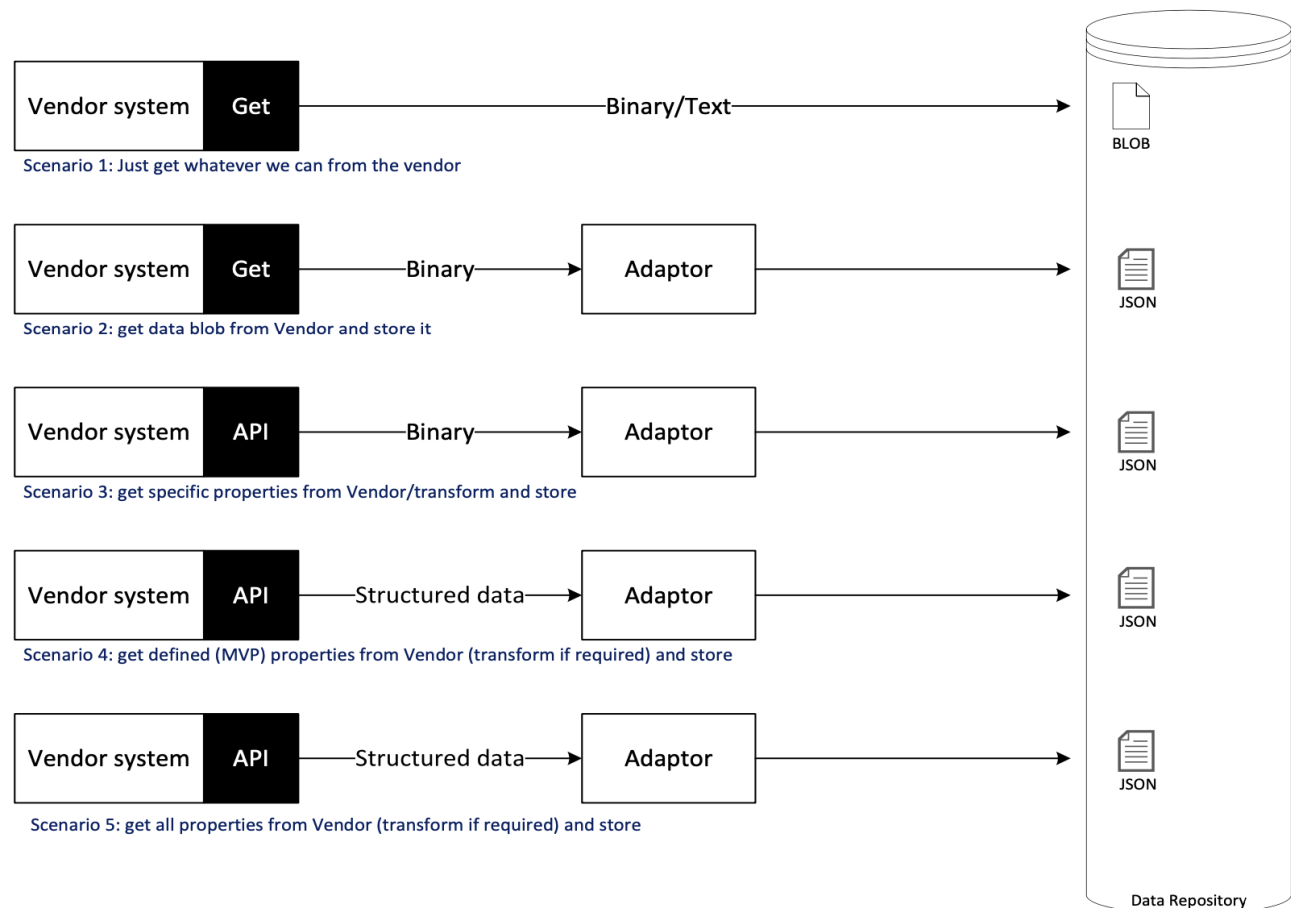 Vendor system Get Binary/Text
BLOB
Scenario 1: Just get whatever we can from the vendor
Vendor system Get Binary Adaptor
JSON
Scenario 2: get data blob from Vendor and store it
Vendor system API Binary Adaptor
JSON
Scenario 3: get specific properties from Vendor/transform and store
Vendor system API Structured data Adaptor
JSON
Scenario 4: get defined (MVP) properties from Vendor (transform if required) and store
Vendor system API Structured data Adaptor
JSON
Scenario 5: get all properties from Vendor (transform if required) and store
Data Repository